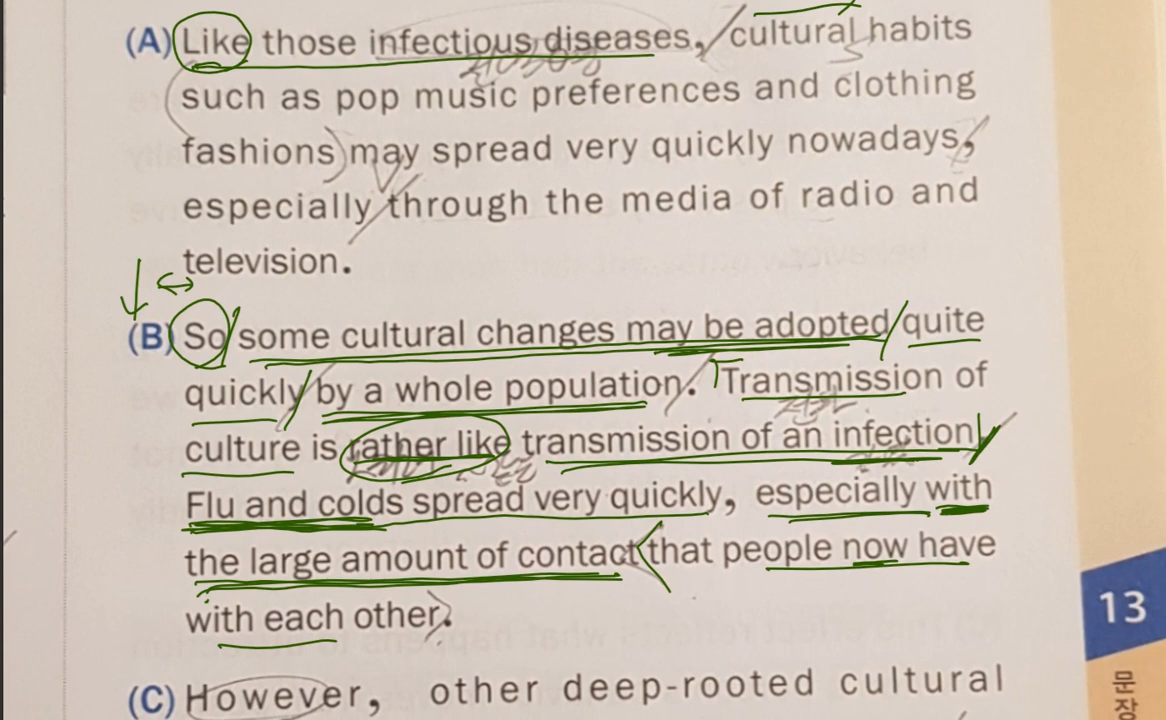 (A) Like those infectious diseases, cultural habits
such as pop music preferences and clothing
fashions may spread very quickly nowadays,
especially through the media of radio and
television.
(B) So some cultural changes may be adopted quite
quickly by a whole population. Transmission of
culture is rather like transmission of an infection.
Flu and colds spread very quickly, especially with
the large amount of contact that people now have
with each other.
(C) However, other deep-rooted cultural
13
문
장